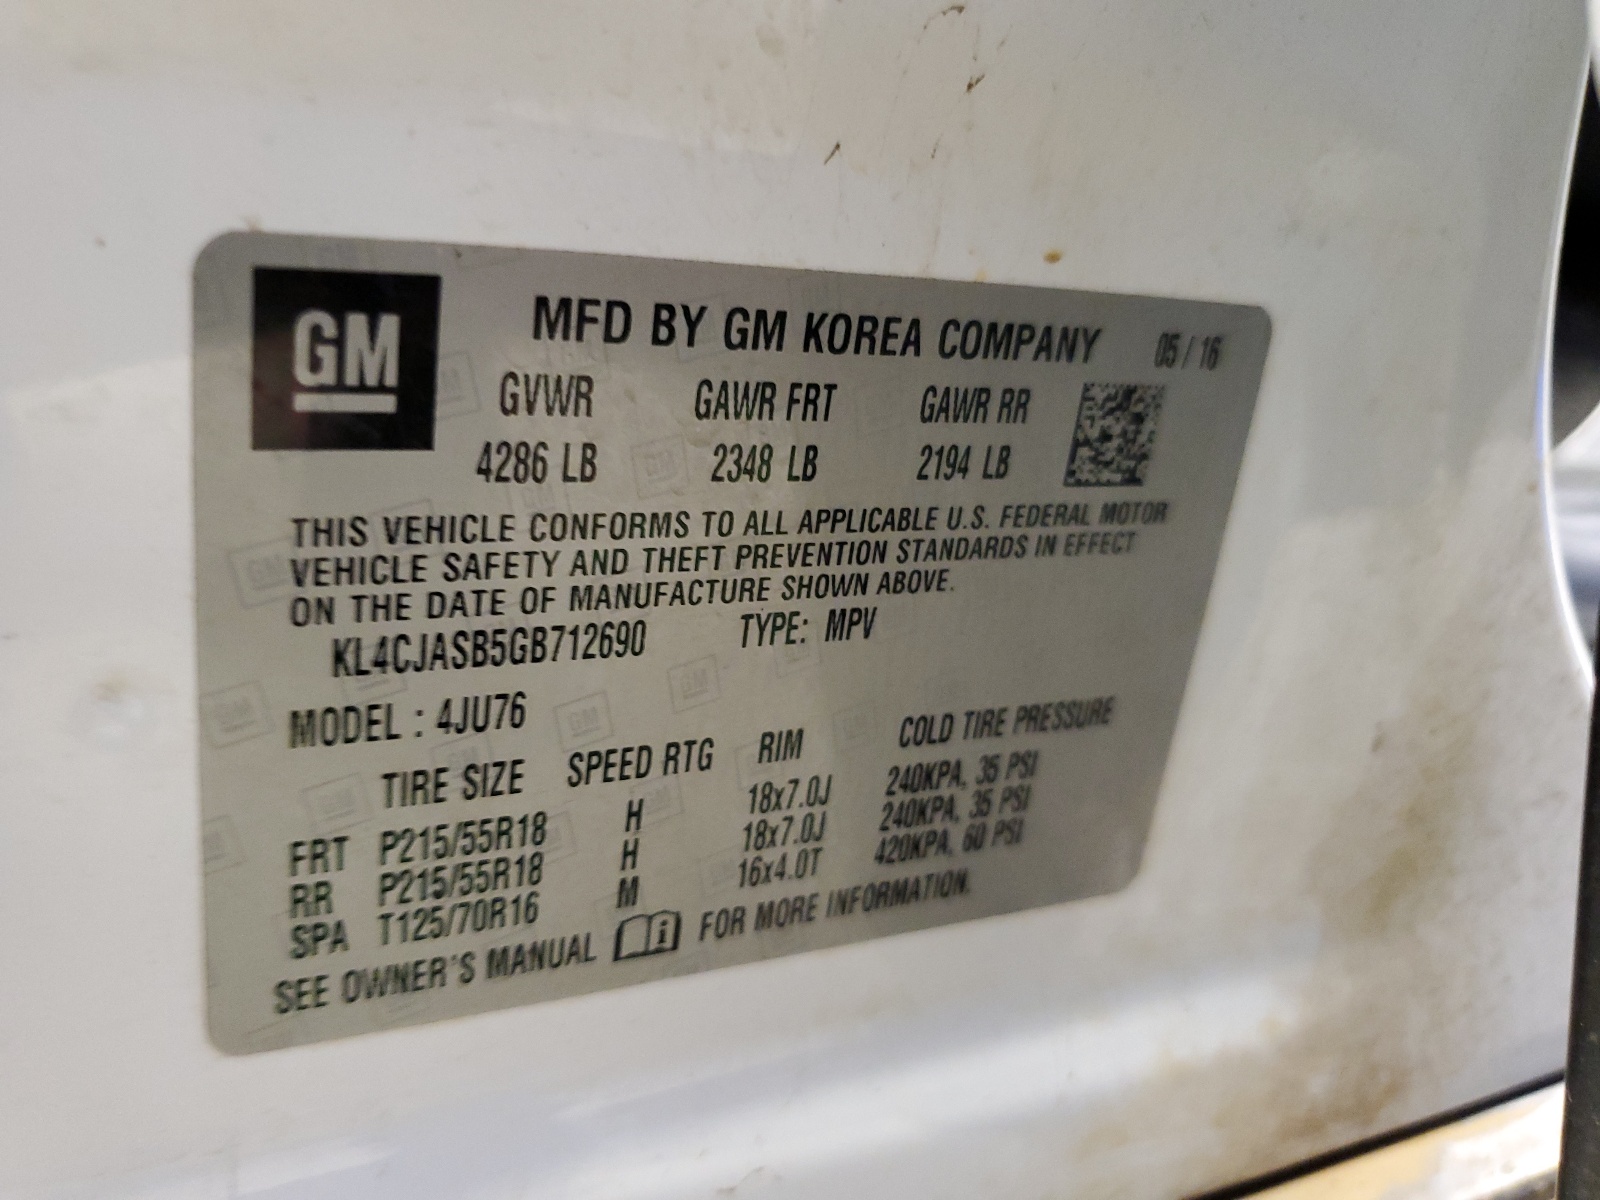 GM
MFD BY GM KOREA COMPANY 05 / 16
GVWR GAWR FRT GAWR RR
4286 LB 2348 LB 2194 LB
THIS VEHICLE CONFORMS TO ALL APPLICABLE U.S. FEDERAL MOTOR
VEHICLE SAFETY AND THEFT PREVENTION STANDARDS IN EFFECT
ON THE DATE OF MANUFACTURE SHOWN ABOVE.
KL4CJASB5GB712690 TYPE: MPV
MODEL : 4JU76
TIRE SIZE SPEED RTG RIM COLD TIRE PRESSURE
FRT P215/55R18 H 18x7.0J 240KPA, 35 PSI
RR P215/55R18 H 18x7.0J 240KPA, 35 PSI
SPA T125/70R16 M 16x4.0T 420KPA, 60 PSI
SEE OWNER'S MANUAL i FOR MORE INFORMATION.